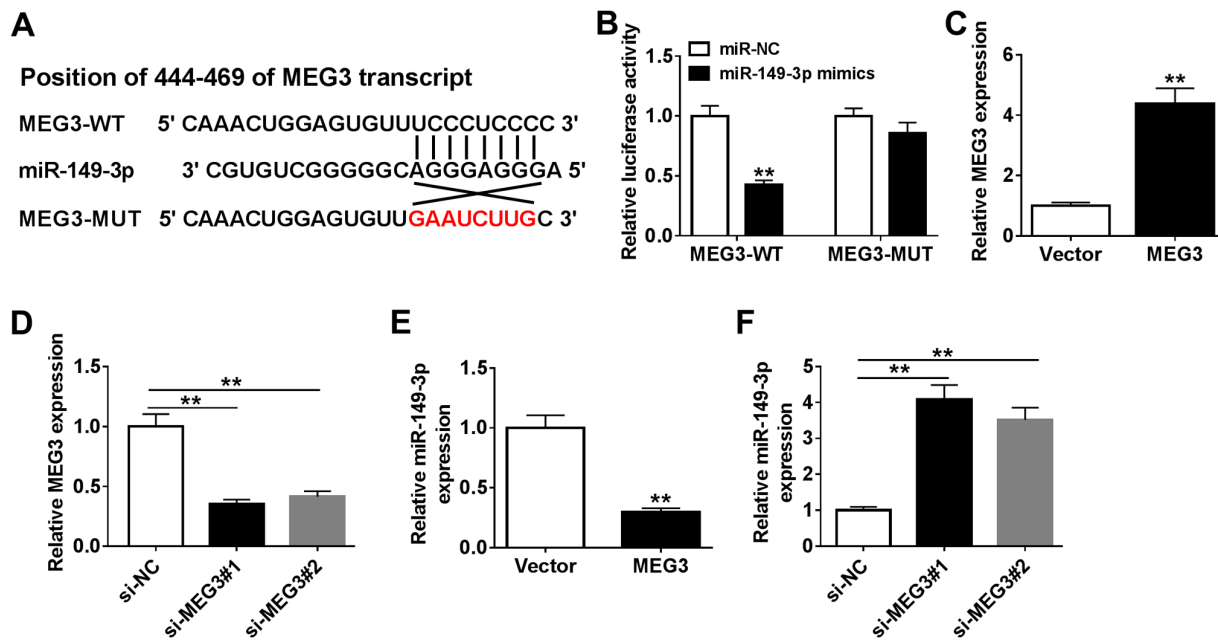 A
Position of 444-469 of MEG3 transcript
MEG3-WT 5' CAAACUGGAGUGUUUCCCUCCCC 3'
miR-149-3p 3' CGUGUCGGGGGCAGGGAGGGA 5'
MEG3-MUT 5' CAAACUGGAGUGUUGAAUCUUGC 3'
B
Relative luciferase activity
1.5
1.0
0.5
0.0
miR-NC
miR-149-3p mimics
**
MEG3-WT
MEG3-MUT
C
Relative MEG3 expression
6
4
2
0
**
Vector
MEG3
D
Relative MEG3 expression
1.5
1.0
0.5
0.0
**
**
si-NC
si-MEG3#1
si-MEG3#2
E
Relative miR-149-3p
expression
1.5
1.0
0.5
0.0
**
Vector
MEG3
F
Relative miR-149-3p
expression
5
4
3
2
1
0
**
**
si-NC
si-MEG3#1
si-MEG3#2